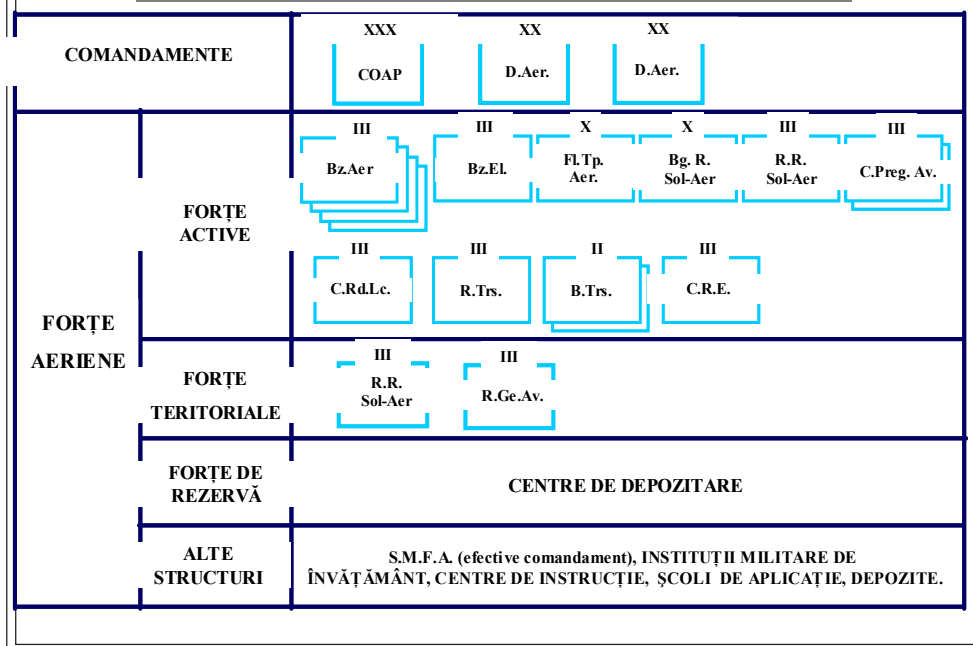 COMANDAMENTE
XXX
COAP
XX
D.Aer.
XX
D.Aer.
FORȚE
AERIENE
FORȚE
ACTIVE
III
Bz.Aer
III
Bz.El.
X
Fl.Tp.
Aer.
X
Bg. R.
Sol-Aer
III
R.R.
Sol-Aer
III
C.Preg. Av.
III
C.Rd.Lc.
III
R.Trs.
II
B.Trs.
III
C.R.E.
FORȚE
TERITORIALE
III
R.R.
Sol-Aer
III
R.Ge.Av.
FORȚE DE
REZERVĂ
CENTRE DE DEPOZITARE
ALTE
STRUCTURI
S.M.F.A. (efective comandament), INSTITUȚII MILITARE DE
ÎNVĂȚĂMÂNT, CENTRE DE INSTRUCȚIE, ȘCOLI DE APLICAȚIE, DEPOZITE.